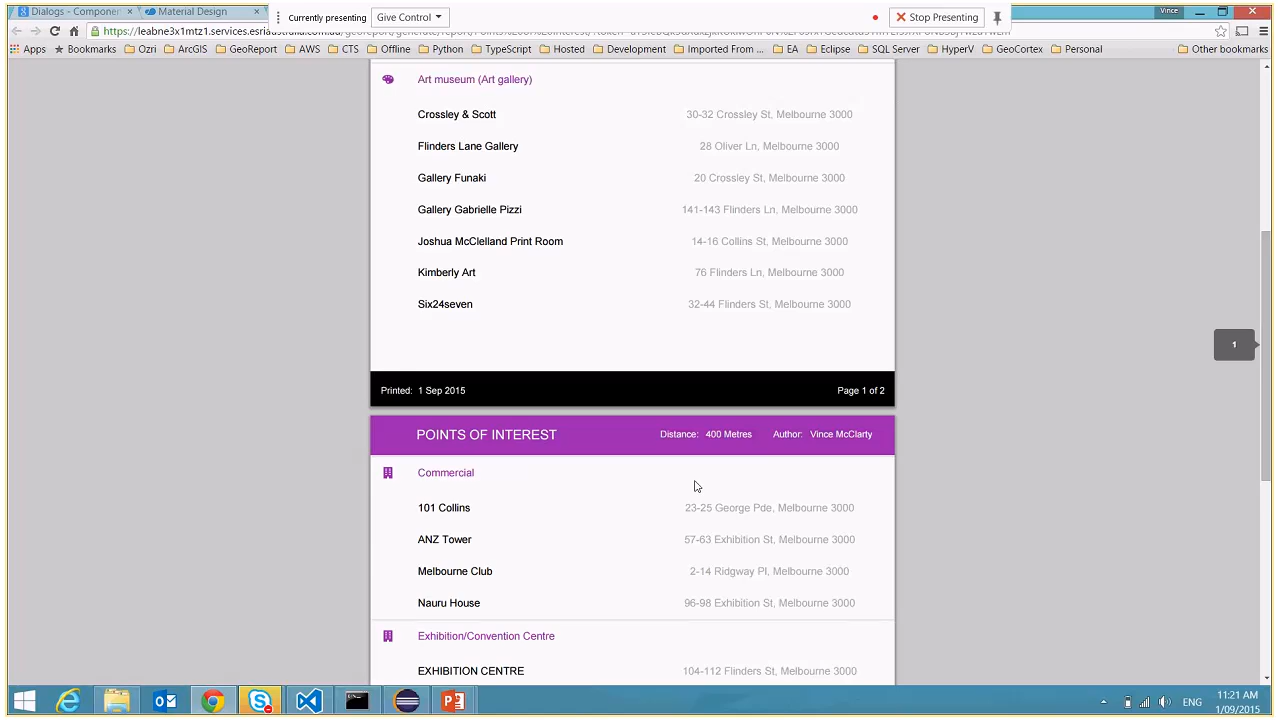 Dialogs - Componen
Material Design
Currently presenting
Give Control
Stop Presenting
Vince
https://leabne3x1mtz1.services.esriaustralia.com.au/georeport/generate/report/Points%20of%20Interest/
Apps
Bookmarks
Ozri
ArcGIS
GeoReport
AWS
CTS
Offline
Python
TypeScript
Hosted
Development
Imported From ...
EA
Eclipse
SQL Server
HyperV
GeoCortex
Personal
Other bookmarks
Art museum (Art gallery)
Crossley & Scott 30-32 Crossley St, Melbourne 3000
Flinders Lane Gallery 28 Oliver Ln, Melbourne 3000
Gallery Funaki 20 Crossley St, Melbourne 3000
Gallery Gabrielle Pizzi 141-143 Flinders Ln, Melbourne 3000
Joshua McClelland Print Room 14-16 Collins St, Melbourne 3000
Kimberly Art 76 Flinders Ln, Melbourne 3000
Six24seven 32-44 Flinders St, Melbourne 3000
1
Printed: 1 Sep 2015 Page 1 of 2
POINTS OF INTEREST Distance: 400 Metres Author: Vince McClarty
Commercial
101 Collins 23-25 George Pde, Melbourne 3000
ANZ Tower 57-63 Exhibition St, Melbourne 3000
Melbourne Club 2-14 Ridgway Pl, Melbourne 3000
Nauru House 96-98 Exhibition St, Melbourne 3000
Exhibition/Convention Centre
EXHIBITION CENTRE 104-112 Flinders St, Melbourne 3000
ENG
11:21 AM
1/09/2015